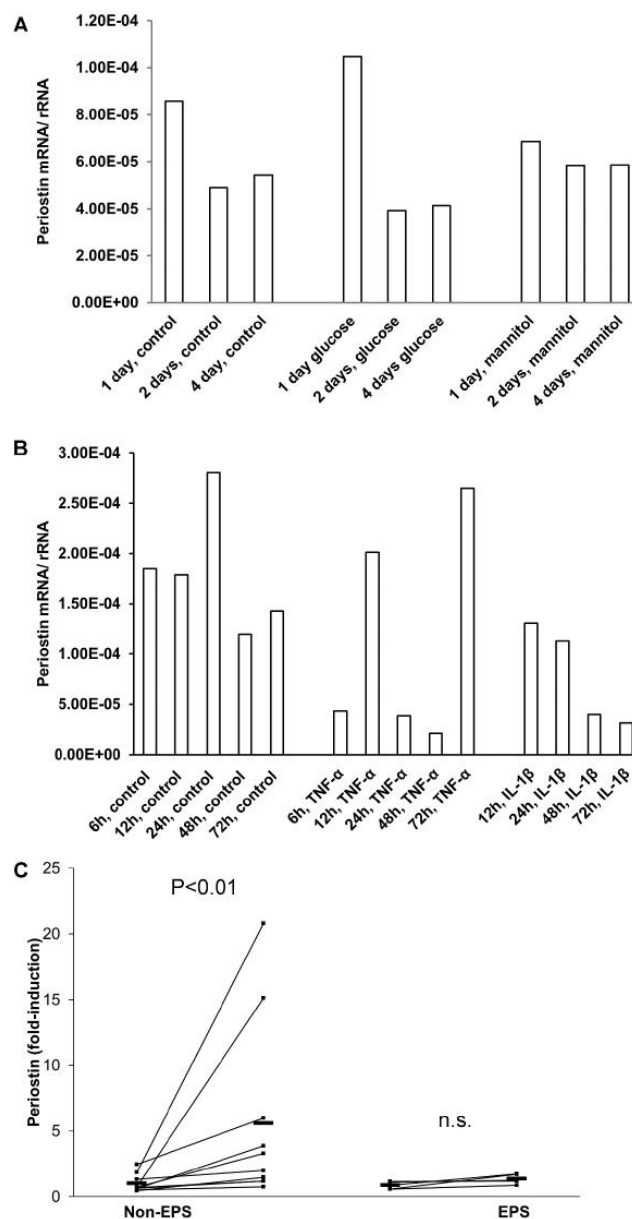 A
Periostin mRNA/ rRNA
1.20E-04
1.00E-04
8.00E-05
6.00E-05
4.00E-05
2.00E-05
0.00E+00
1 day, control
2 days, control
4 day, control
1 day glucose
2 days, glucose
4 days glucose
1 day, mannitol
2 days, mannitol
4 days, mannitol
B
Periostin mRNA/ rRNA
3.00E-04
2.50E-04
2.00E-04
1.50E-04
1.00E-04
5.00E-05
0.00E+00
6h, control
12h, control
24h, control
48h, control
72h, control
6h, TNF-α
12h, TNF-α
24h, TNF-α
48h, TNF-α
72h, TNF-α
12h, IL-1β
24h, IL-1β
48h, IL-1β
72h, IL-1β
C
Periostin (fold-induction)
25
20
15
10
5
0
P<0.01
n.s.
Non-EPS
EPS